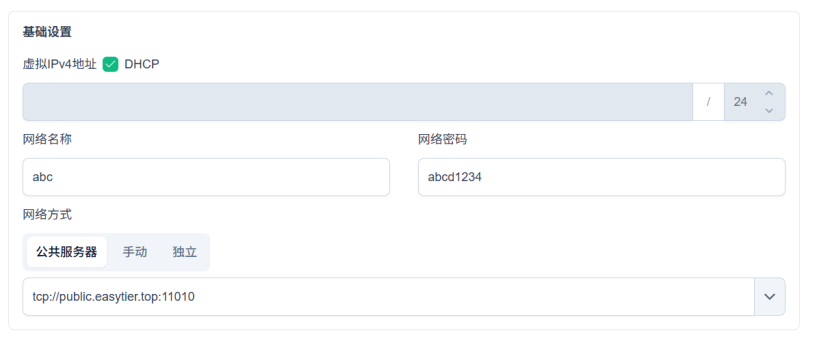 基础设置
虚拟IPv4地址 DHCP
/ 24
网络名称 网络密码
abc abcd1234
网络方式
公共服务器 手动 独立
tcp://public.easytier.top:11010